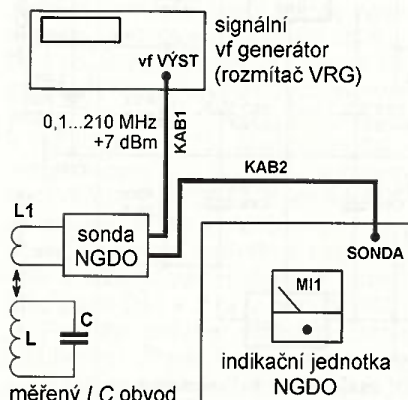 signální
vf generátor
(rozmítač VRG)
vf VÝST
0,1...210 MHz
+7 dBm
KAB1
KAB2
L1
sonda
NGDO
SONDA
MI1
L
C
indikační jednotka
NGDO
měřený LC obvod